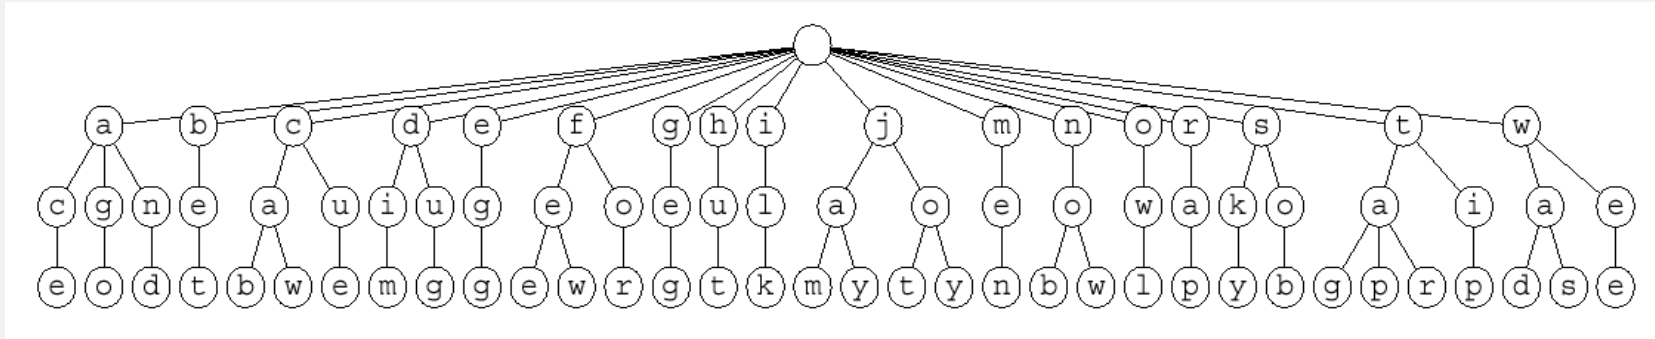 a b c d e f g h i j m n o r s t w
c g n e a u i u g e o e u l a o e o w a k o a i a e
e o d t b w e m g g e w r g t k m y t y n b w l p y b g p r p d s e